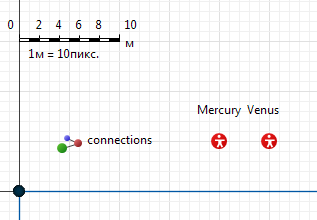 0 2 4 6 8 10
м
1м = 10пикс.
Mercury Venus
connections